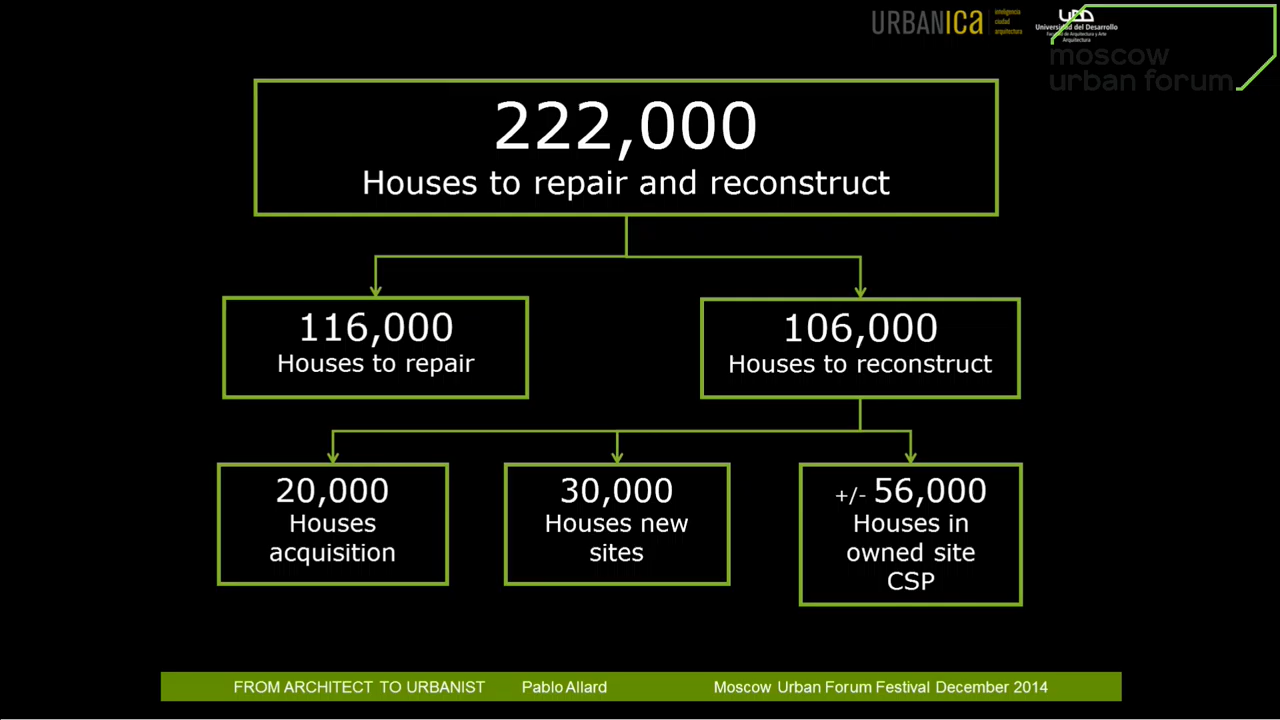 URBANICA
inteligencia
ciudad
arquitectura
Universidad del Desarrollo
Facultad de Arquitectura y Arte
Arquitectura
moscow
urban forum
222,000
Houses to repair and reconstruct
116,000
Houses to repair
106,000
Houses to reconstruct
20,000
Houses
acquisition
30,000
Houses new
sites
+/- 56,000
Houses in
owned site
CSP
FROM ARCHITECT TO URBANIST Pablo Allard Moscow Urban Forum Festival December 2014